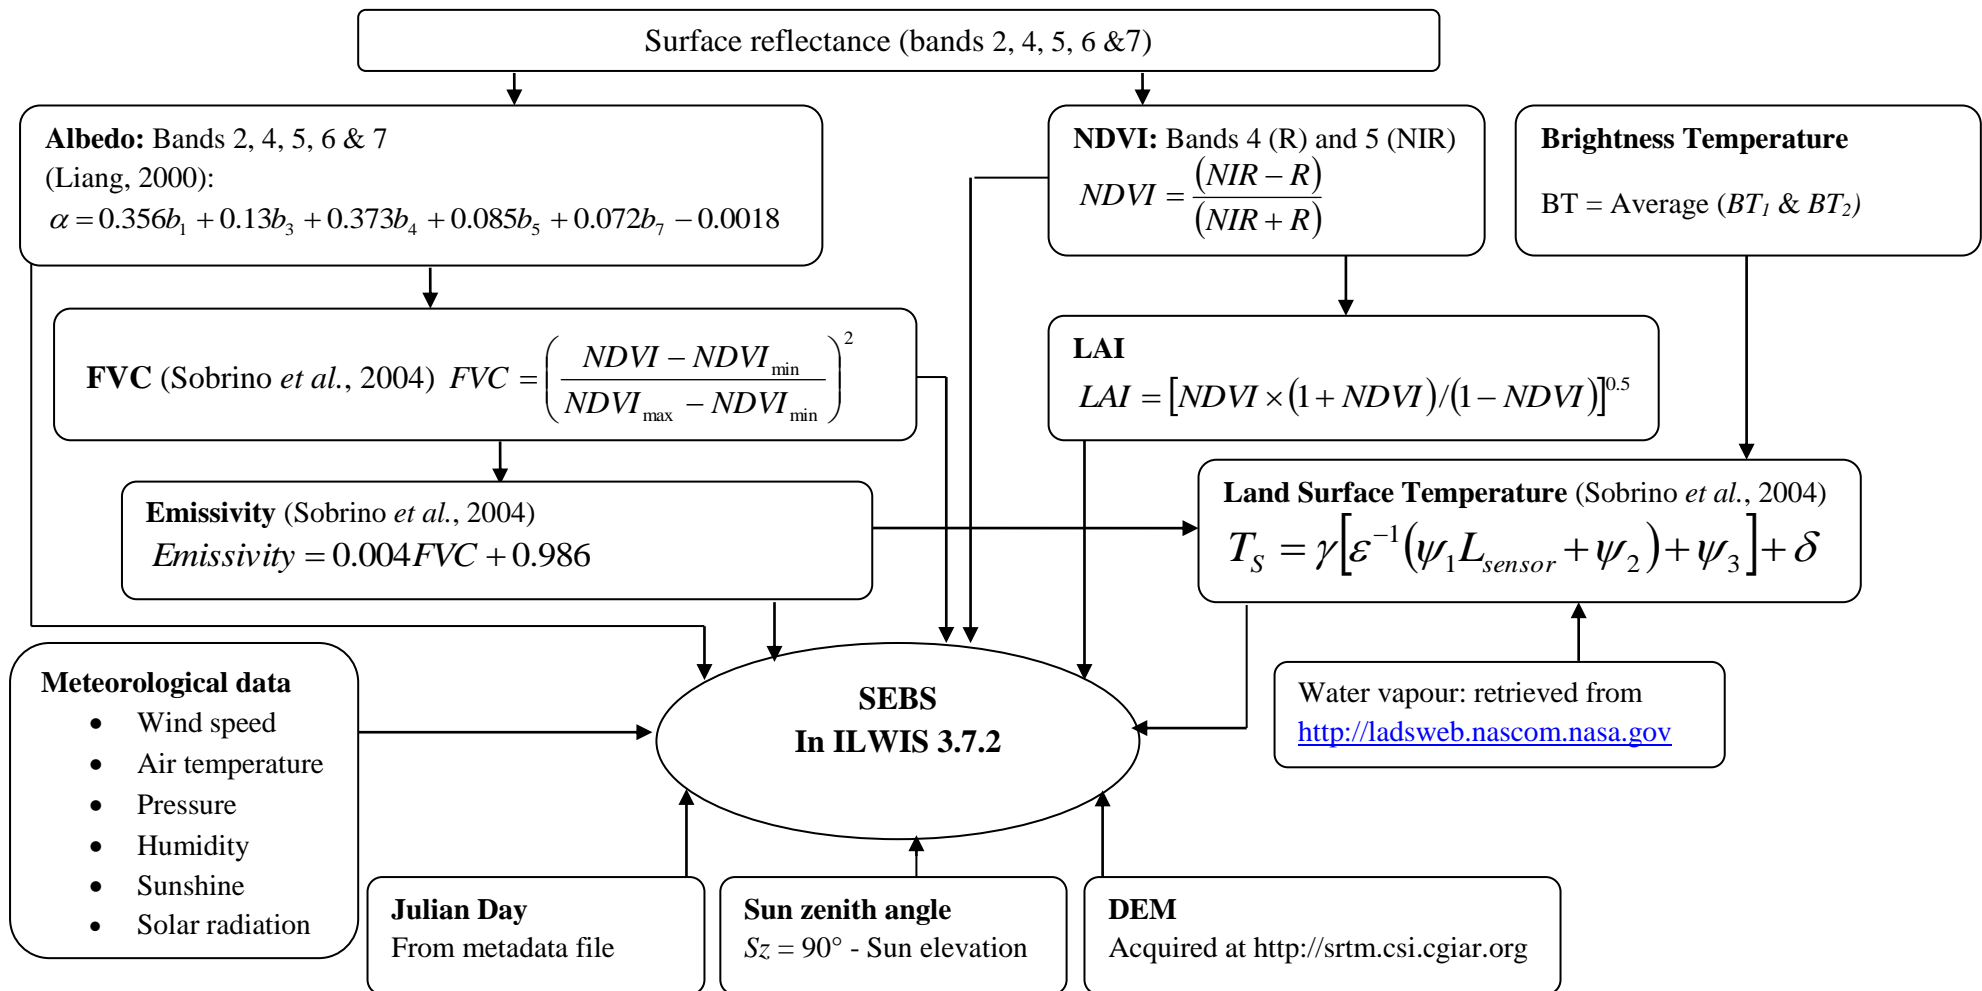 Surface reflectance (bands 2, 4, 5, 6 &7)
Albedo: Bands 2, 4, 5, 6 & 7
(Liang, 2000):
α = 0.356b₁ + 0.13b₃ + 0.373b₄ + 0.085b₅ + 0.072b₇ − 0.0018
NDVI: Bands 4 (R) and 5 (NIR)
NDVI = (NIR − R) / (NIR + R)
Brightness Temperature
BT = Average (BT₁ & BT₂)
FVC (Sobrino et al., 2004) FVC = ((NDVI − NDVI_min) / (NDVI_max − NDVI_min))²
LAI
LAI = [NDVI × (1 + NDVI)/(1 − NDVI)]^0.5
Emissivity (Sobrino et al., 2004)
Emissivity = 0.004FVC + 0.986
Land Surface Temperature (Sobrino et al., 2004)
T_S = γ[ε⁻¹(ψ₁L_sensor + ψ₂) + ψ₃] + δ
Meteorological data
• Wind speed
• Air temperature
• Pressure
• Humidity
• Sunshine
• Solar radiation
SEBS
In ILWIS 3.7.2
Water vapour: retrieved from
http://ladsweb.nascom.nasa.gov
Julian Day
From metadata file
Sun zenith angle
Sz = 90° - Sun elevation
DEM
Acquired at http://srtm.csi.cgiar.org